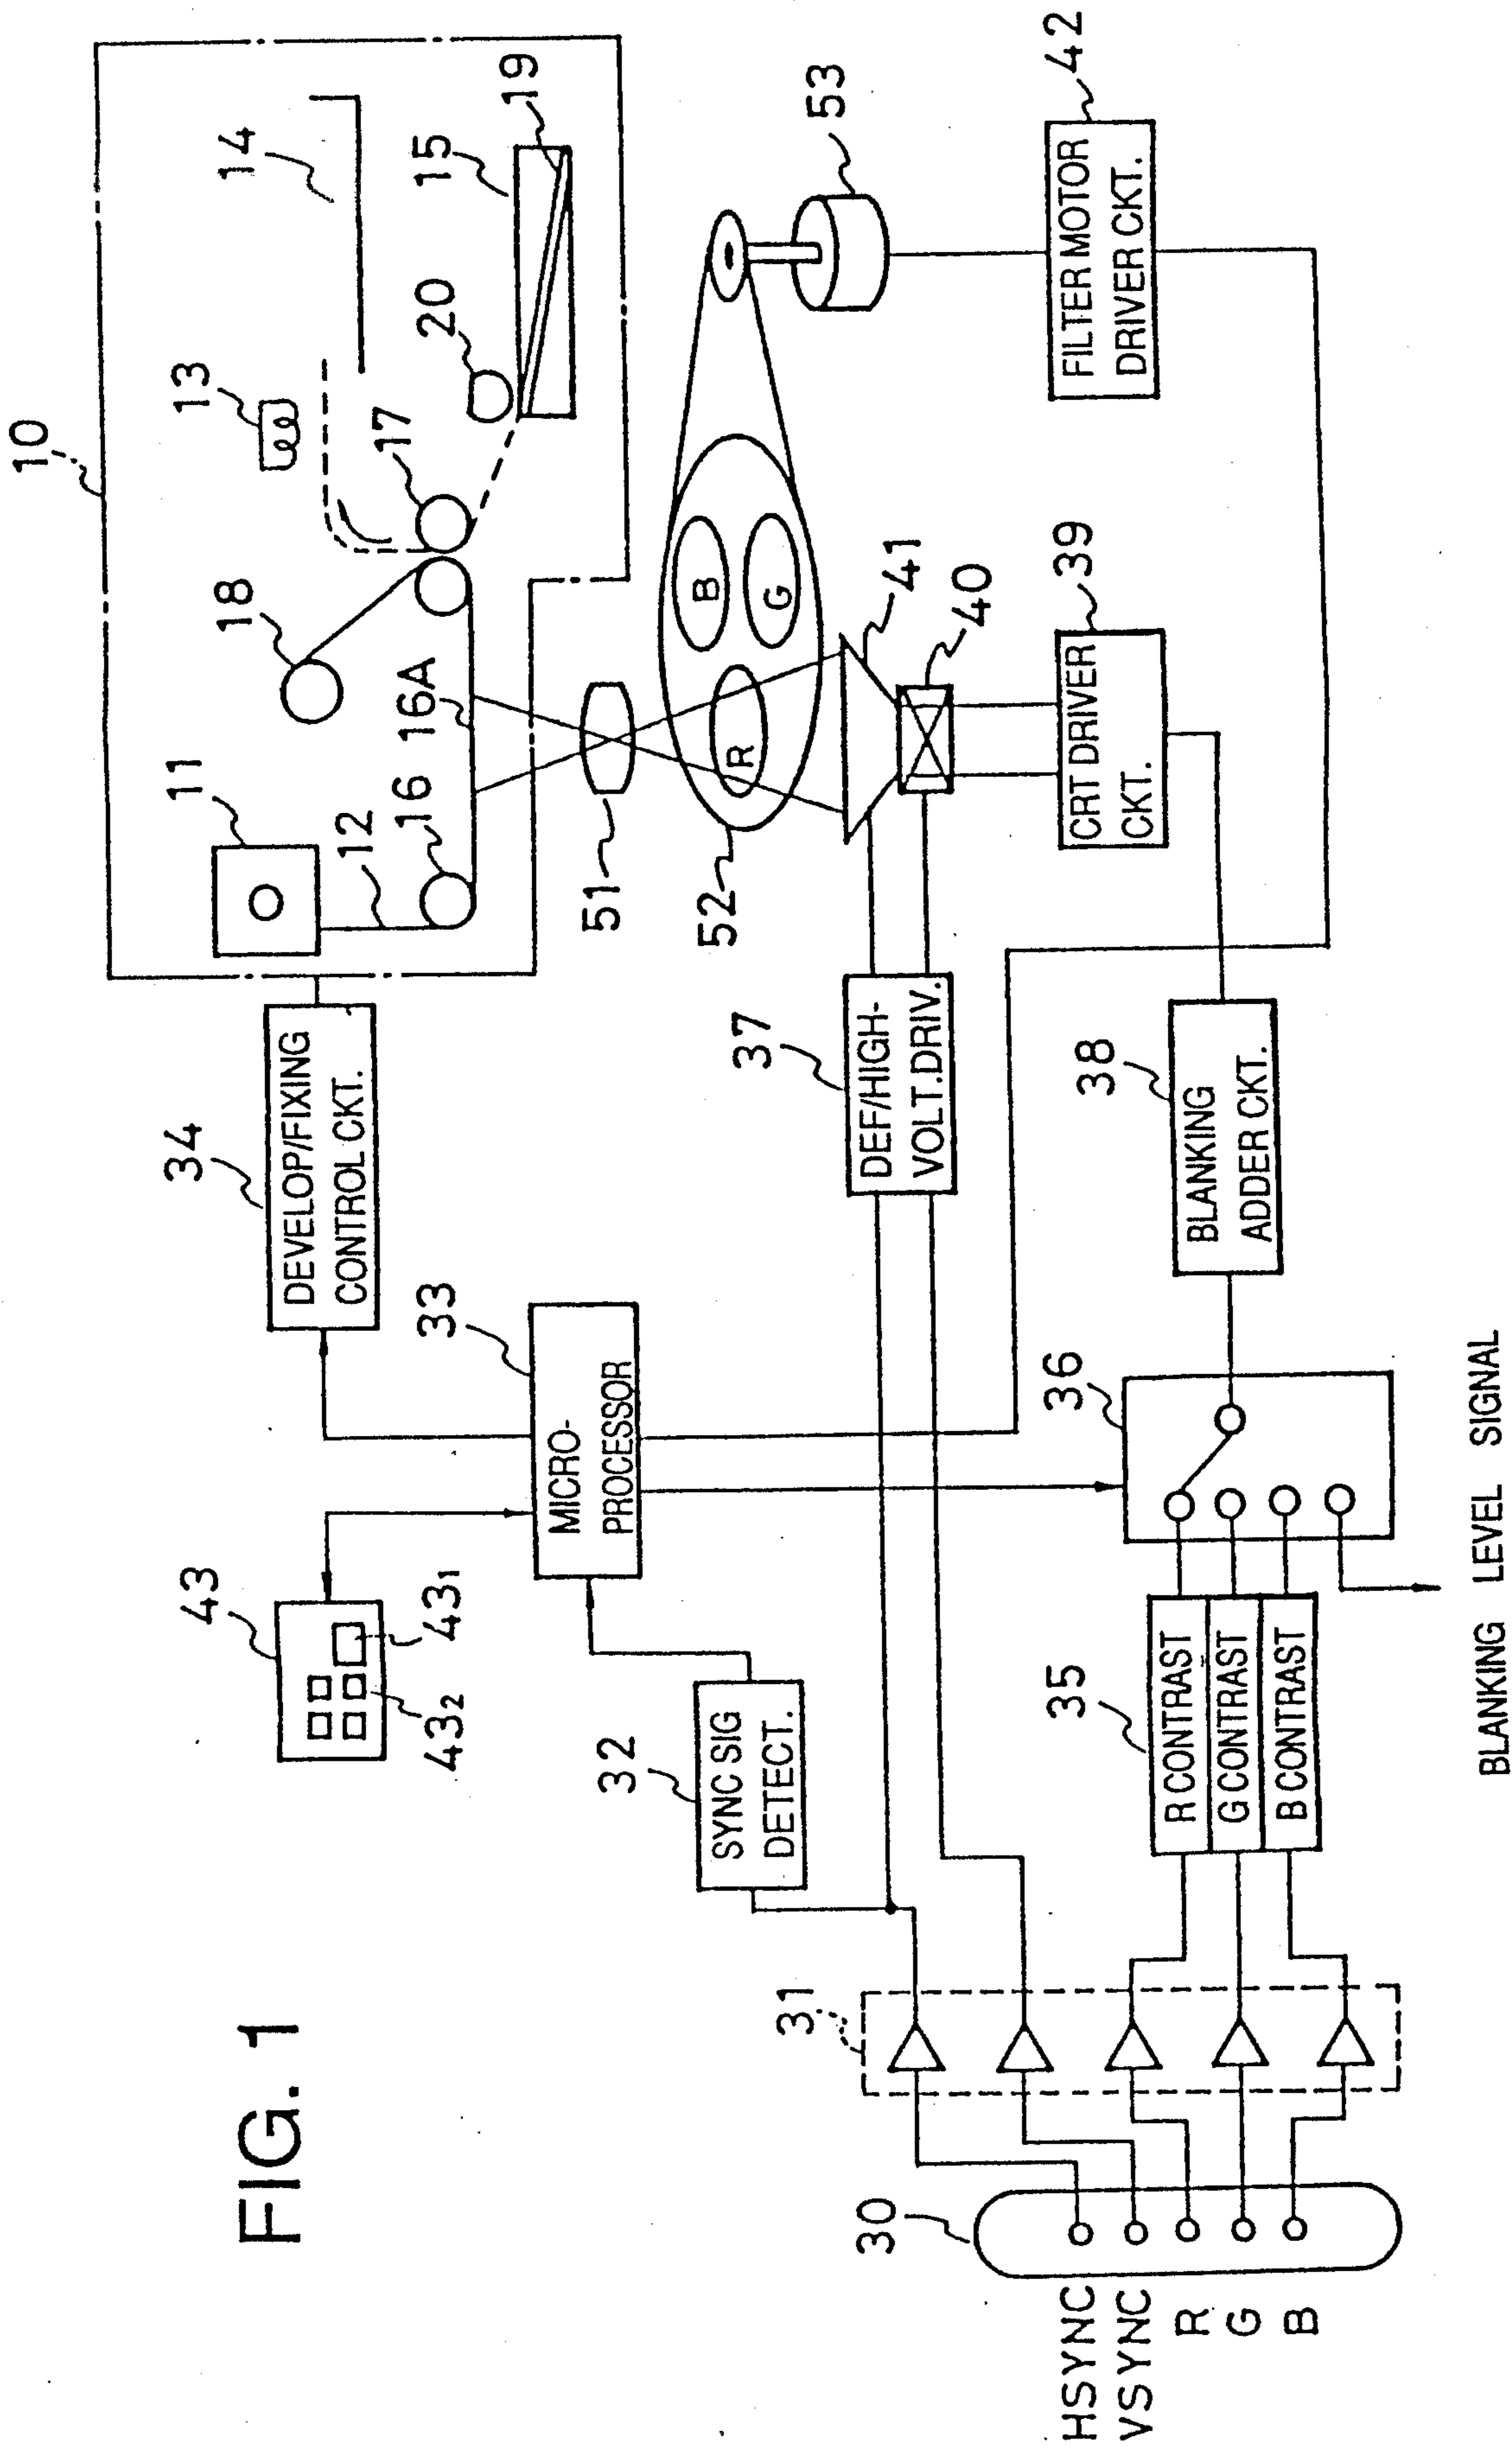 FIG. 1
10
11
12
13
14
15
16
16A
17
18
19
20
51
52
53
R
B
G
34
DEVELOP/FIXING
CONTROL CKT.
43
43₁
43₂
33
MICRO-
PROCESSOR
32
SYNC SIG
DETECT.
37
DEF/HIGH-
VOLT.DRIV.
41
40
39
CRT DRIVER
CKT.
42
FILTER MOTOR
DRIVER CKT.
38
BLANKING
ADDER CKT.
36
35
R CONTRAST
G CONTRAST
B CONTRAST
BLANKING LEVEL SIGNAL
31
30
HSYNC
VSYNC
R
G
B